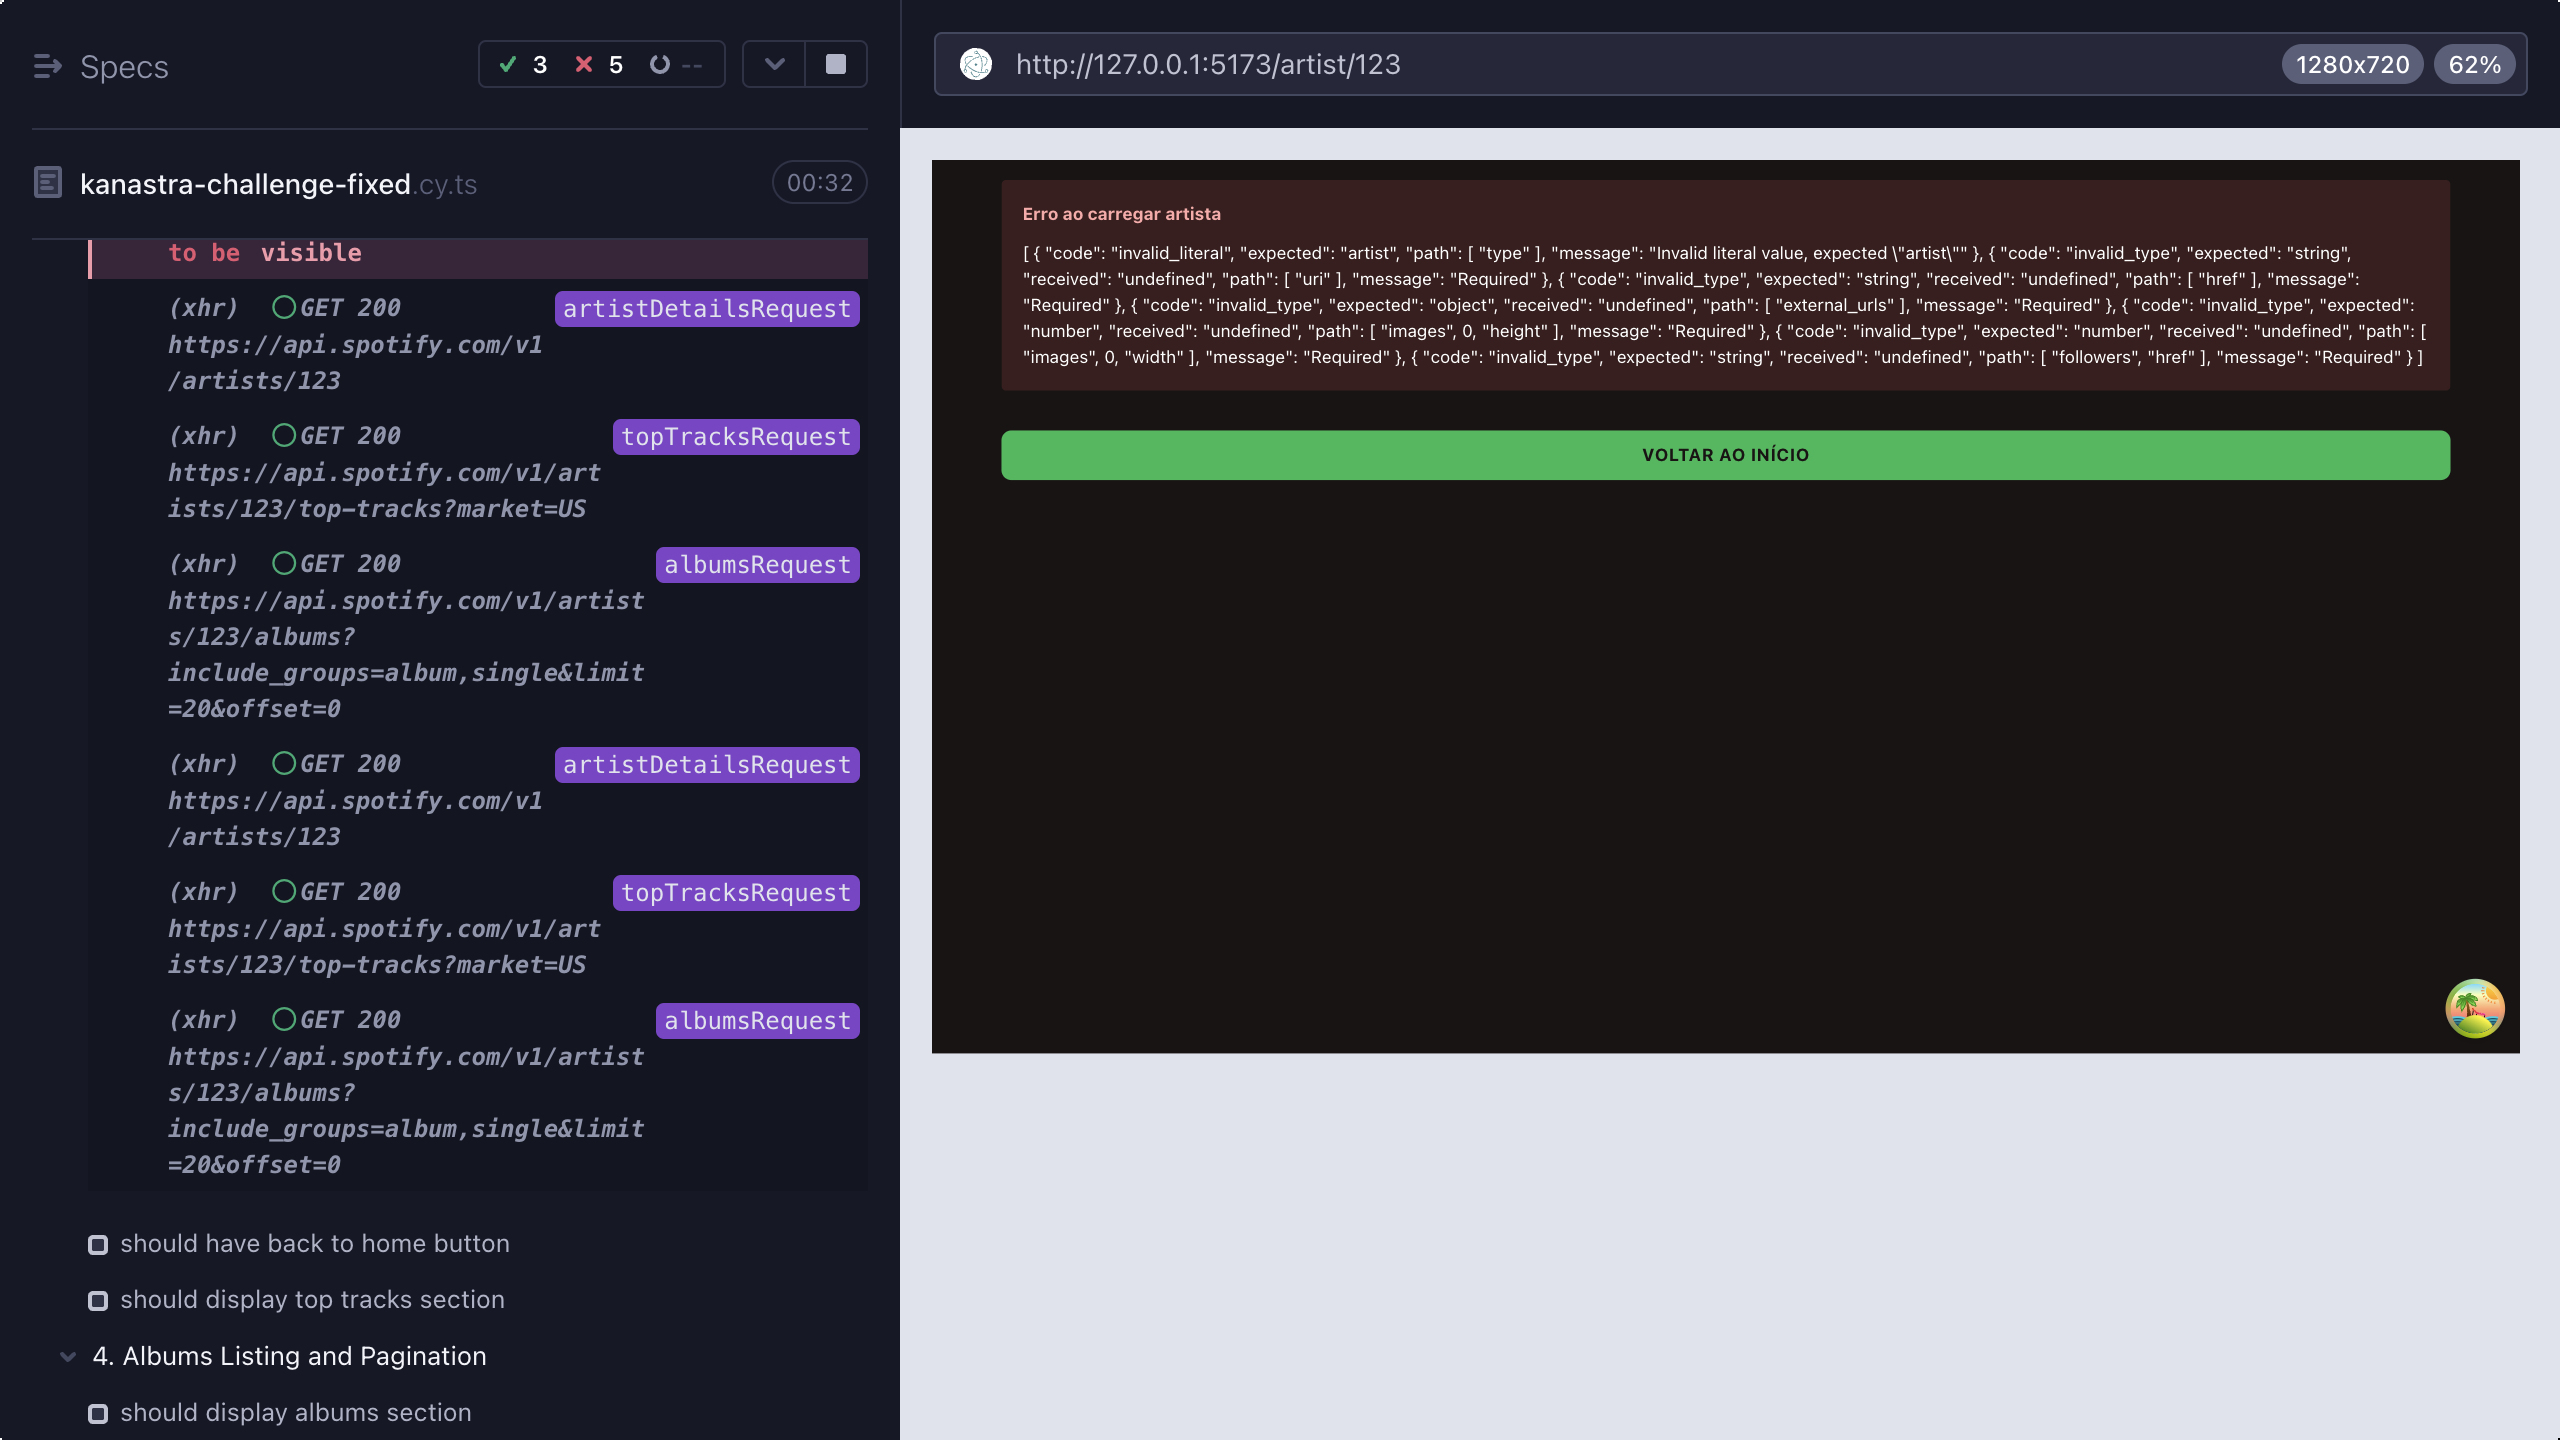 Specs
3 5 --
kanastra-challenge-fixed.cy.ts
00:32
to be visible
(xhr) GET 200 artistDetailsRequest
https://api.spotify.com/v1
/artists/123
(xhr) GET 200 topTracksRequest
https://api.spotify.com/v1/art
ists/123/top-tracks?market=US
(xhr) GET 200 albumsRequest
https://api.spotify.com/v1/artist
s/123/albums?
include_groups=album,single&limit
=20&offset=0
(xhr) GET 200 artistDetailsRequest
https://api.spotify.com/v1
/artists/123
(xhr) GET 200 topTracksRequest
https://api.spotify.com/v1/art
ists/123/top-tracks?market=US
(xhr) GET 200 albumsRequest
https://api.spotify.com/v1/artist
s/123/albums?
include_groups=album,single&limit
=20&offset=0
should have back to home button
should display top tracks section
4. Albums Listing and Pagination
should display albums section
http://127.0.0.1:5173/artist/123
1280x720 62%
Erro ao carregar artista
[ { "code": "invalid_literal", "expected": "artist", "path": [ "type" ], "message": "Invalid literal value, expected \"artist\"" }, { "code": "invalid_type", "expected": "string",
"received": "undefined", "path": [ "uri" ], "message": "Required" }, { "code": "invalid_type", "expected": "string", "received": "undefined", "path": [ "href" ], "message":
"Required" }, { "code": "invalid_type", "expected": "object", "received": "undefined", "path": [ "external_urls" ], "message": "Required" }, { "code": "invalid_type", "expected":
"number", "received": "undefined", "path": [ "images", 0, "height" ], "message": "Required" }, { "code": "invalid_type", "expected": "number", "received": "undefined", "path": [
"images", 0, "width" ], "message": "Required" }, { "code": "invalid_type", "expected": "string", "received": "undefined", "path": [ "followers", "href" ], "message": "Required" } ]
VOLTAR AO INÍCIO